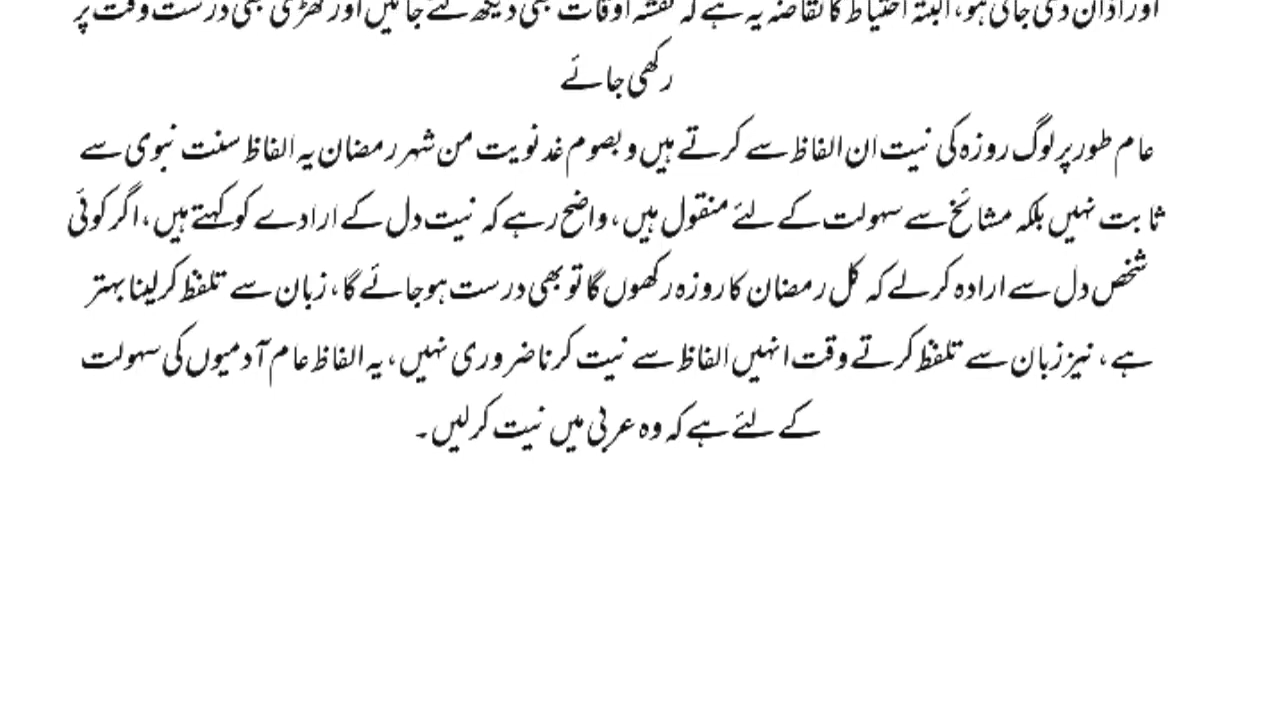 اور اذان دی جاتی ہو، البتہ احتیاط کا تقاضہ یہ ہے کہ نقشہ اوقات بھی دیکھ لئے جائیں اور گھڑی بھی درست وقت پر
رکھی جائے
عام طور پر لوگ روزہ کی نیت ان الفاظ سے کرتے ہیں و بصوم غد نویت من شہر رمضان یہ الفاظ سنت نبوی سے
ثابت نہیں بلکہ مشائخ سے سہولت کے لئے منقول ہیں، واضح رہے کہ نیت دل کے ارادے کو کہتے ہیں، اگر کوئی
شخص دل سے ارادہ کرلے کہ کل رمضان کا روزہ رکھوں گا تو بھی درست ہوجائے گا، زبان سے تلفظ کرلینا بہتر
ہے، نیز زبان سے تلفظ کرتے وقت انہیں الفاظ سے نیت کرنا ضروری نہیں، یہ الفاظ عام آدمیوں کی سہولت
کے لئے ہے کہ وہ عربی میں نیت کرلیں۔